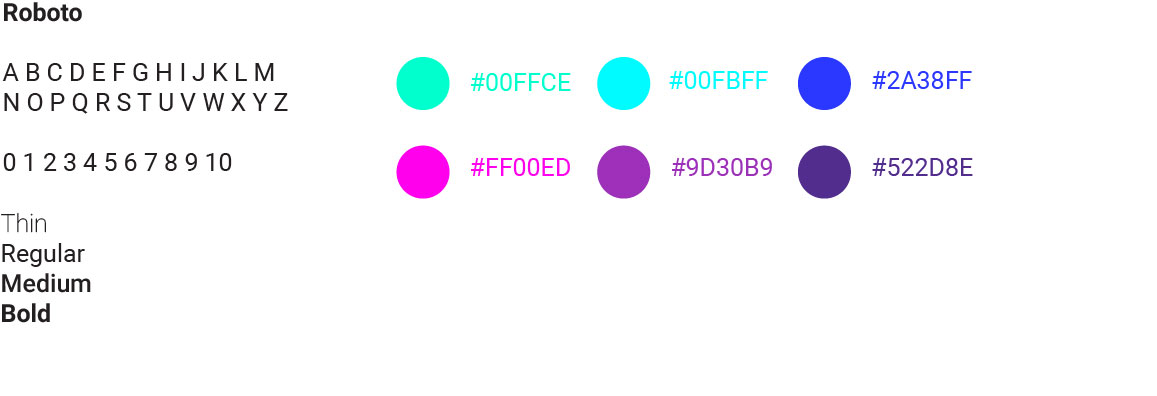 Roboto
A B C D E F G H I J K L M
N O P Q R S T U V W X Y Z
0 1 2 3 4 5 6 7 8 9 10
Thin
Regular
Medium
Bold
#00FFCE #00FBFF #2A38FF
#FF00ED #9D30B9 #522D8E